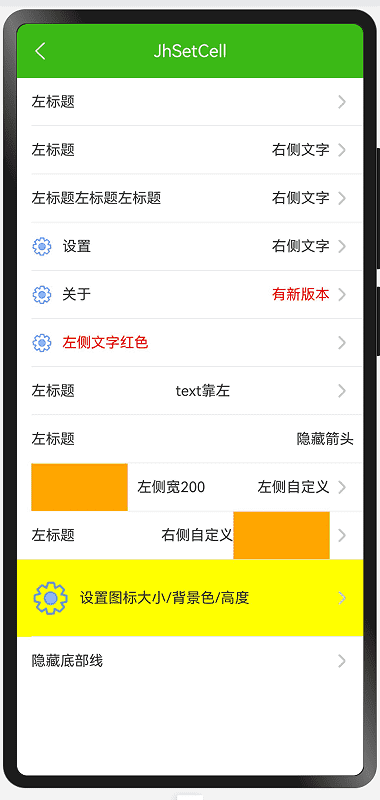 JhSetCell
左标题
左标题 右侧文字
左标题左标题左标题 右侧文字
设置 右侧文字
关于 有新版本
左侧文字红色
左标题 text靠左
左标题 隐藏箭头
左侧宽200 左侧自定义
左标题 右侧自定义
设置图标大小/背景色/高度
隐藏底部线